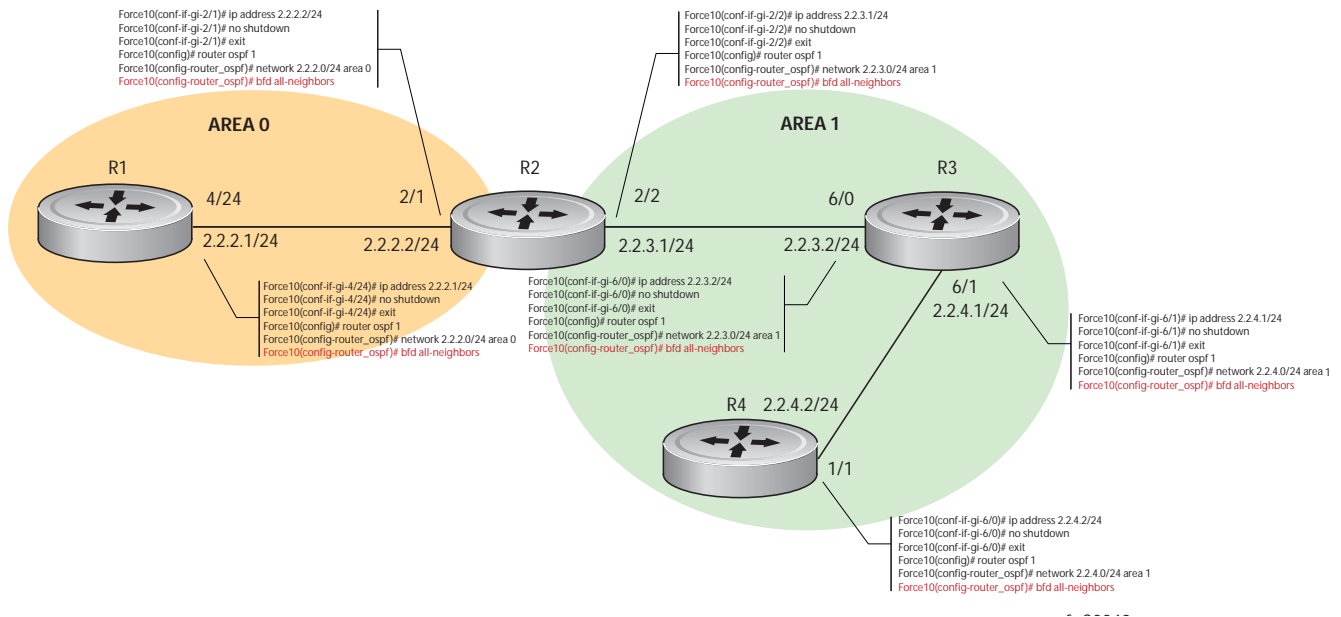 Force10(conf-if-gi-2/1)# ip address 2.2.2.2/24
Force10(conf-if-gi-2/1)# no shutdown
Force10(conf-if-gi-2/1)# exit
Force10(config)# router ospf 1
Force10(config-router_ospf)# network 2.2.2.0/24 area 0
Force10(config-router_ospf)# bfd all-neighbors
Force10(conf-if-gi-2/2)# ip address 2.2.3.1/24
Force10(conf-if-gi-2/2)# no shutdown
Force10(conf-if-gi-2/2)# exit
Force10(config)# router ospf 1
Force10(config-router_ospf)# network 2.2.3.0/24 area 1
Force10(config-router_ospf)# bfd all-neighbors
AREA 0
AREA 1
R1
R2
R3
4/24
2/1
2/2
6/0
2.2.2.1/24
2.2.2.2/24
2.2.3.1/24
2.2.3.2/24
Force10(conf-if-gi-4/24)# ip address 2.2.2.1/24
Force10(conf-if-gi-4/24)# no shutdown
Force10(conf-if-gi-4/24)# exit
Force10(config)# router ospf 1
Force10(config-router_ospf)# network 2.2.2.0/24 area 0
Force10(config-router_ospf)# bfd all-neighbors
Force10(conf-if-gi-6/0)# ip address 2.2.3.2/24
Force10(conf-if-gi-6/0)# no shutdown
Force10(conf-if-gi-6/0)# exit
Force10(config)# router ospf 1
Force10(config-router_ospf)# network 2.2.3.0/24 area 1
Force10(config-router_ospf)# bfd all-neighbors
6/1
2.2.4.1/24
Force10(conf-if-gi-6/1)# ip address 2.2.4.1/24
Force10(conf-if-gi-6/1)# no shutdown
Force10(conf-if-gi-6/1)# exit
Force10(config)# router ospf 1
Force10(config-router_ospf)# network 2.2.4.0/24 area 1
Force10(config-router_ospf)# bfd all-neighbors
R4
2.2.4.2/24
1/1
Force10(conf-if-gi-6/0)# ip address 2.2.4.2/24
Force10(conf-if-gi-6/0)# no shutdown
Force10(conf-if-gi-6/0)# exit
Force10(config)# router ospf 1
Force10(config-router_ospf)# network 2.2.4.0/24 area 1
Force10(config-router_ospf)# bfd all-neighbors